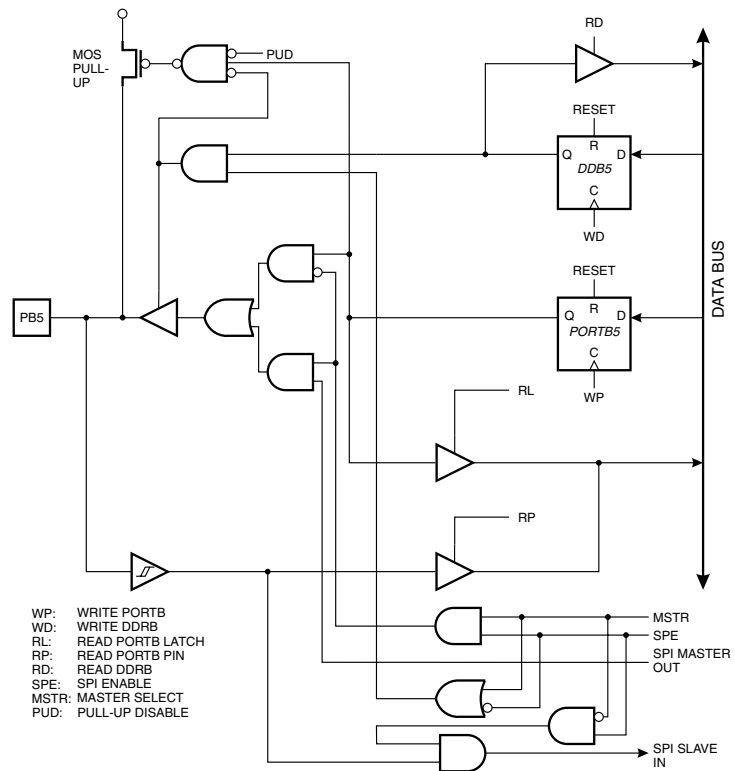 RD
MOS
PULL-
UP
PUD
RESET
R
Q
D
DDB5
C
WD
RESET
R
Q
D
PORTB5
C
WP
DATA BUS
PB5
RL
RP
WP: WRITE PORTB
WD: WRITE DDRB
RL: READ PORTB LATCH
RP: READ PORTB PIN
RD: READ DDRB
SPE: SPI ENABLE
MSTR: MASTER SELECT
PUD: PULL-UP DISABLE
MSTR
SPE
SPI MASTER
OUT
SPI SLAVE
IN